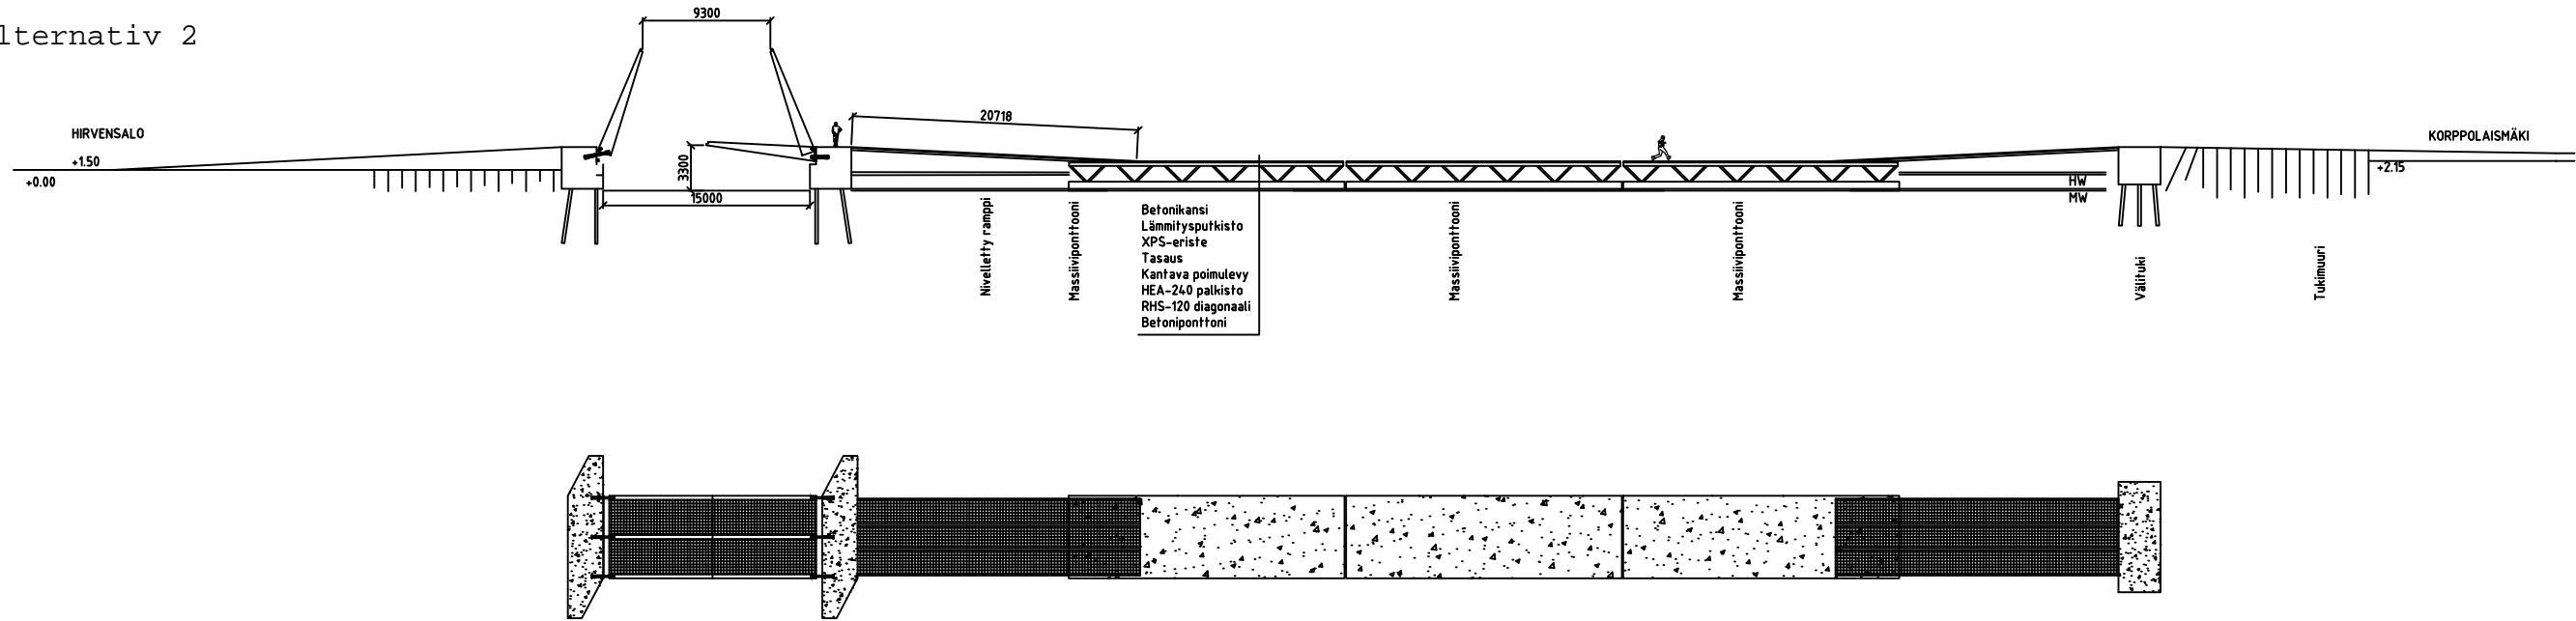 lternativ 2
9300
20718
HIRVENSALO
+1.50
+0.00
3300
15000
KORPPOLAISMÄKI
+2.15
HW
MW
Nivelletty ramppi
Massiiviponttooni
Betonikansi
Lämmitysputkisto
XPS-eriste
Tasaus
Kantava poimulevy
HEA-240 palkisto
RHS-120 diagonaali
Betoniponttoni
Massiiviponttooni
Massiiviponttooni
Välituki
Tukimuuri